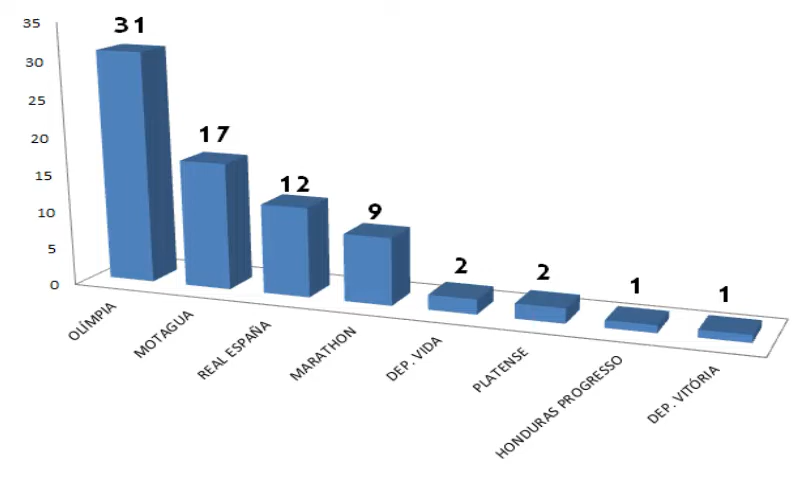 35
30
25
20
15
10
5
0
31
17
12
9
2
2
1
1
OLÍMPIA
MOTAGUA
REAL ESPAÑA
MARATHON
DEP. VIDA
PLATENSE
HONDURAS PROGRESSO
DEP. VITÓRIA